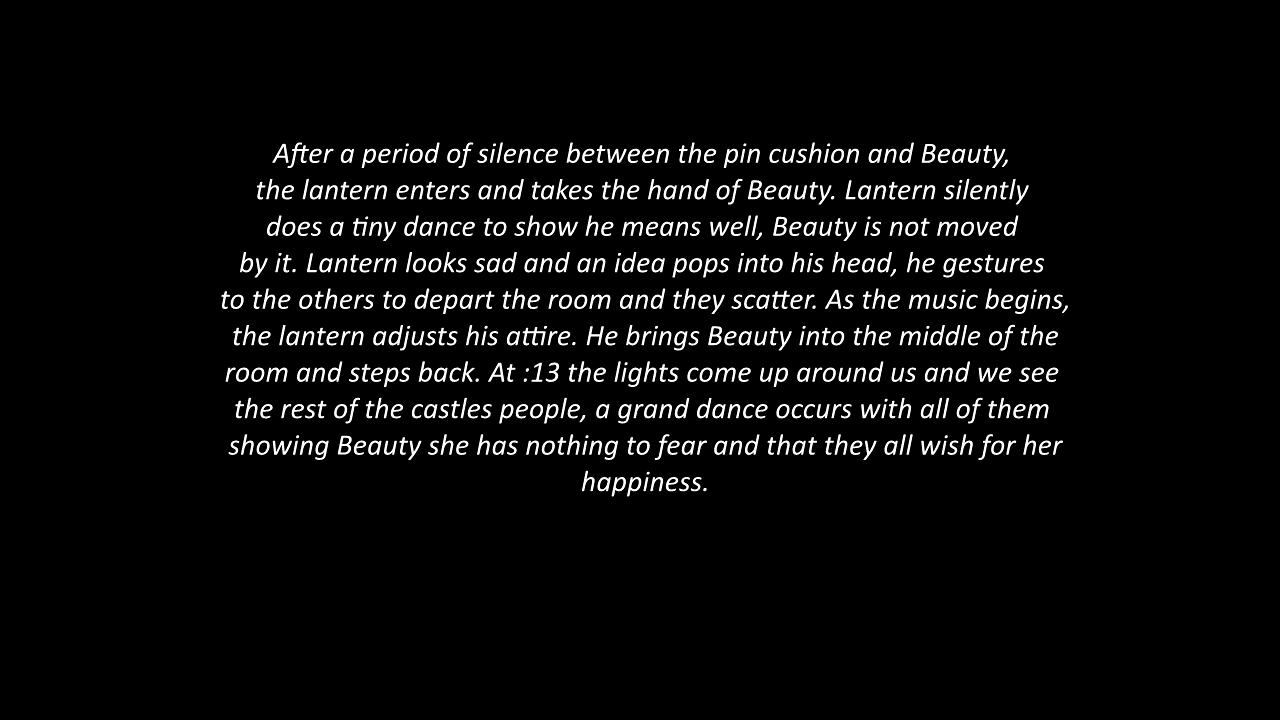 After a period of silence between the pin cushion and Beauty,
the lantern enters and takes the hand of Beauty. Lantern silently
does a tiny dance to show he means well, Beauty is not moved
by it. Lantern looks sad and an idea pops into his head, he gestures
to the others to depart the room and they scatter. As the music begins,
the lantern adjusts his attire. He brings Beauty into the middle of the
room and steps back. At :13 the lights come up around us and we see
the rest of the castles people, a grand dance occurs with all of them
showing Beauty she has nothing to fear and that they all wish for her
happiness.